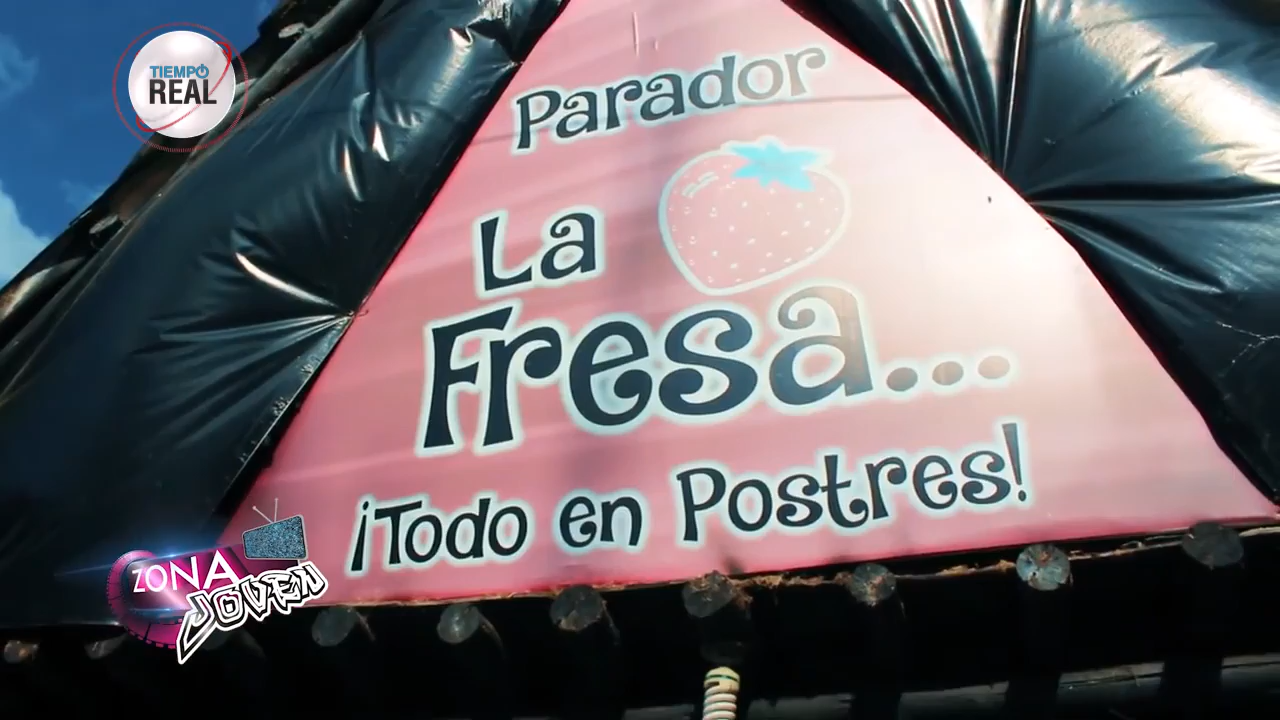 TIEMPO
REAL
Parador
La
Fresa...
¡Todo en Postres!
ZONA
JOVEN